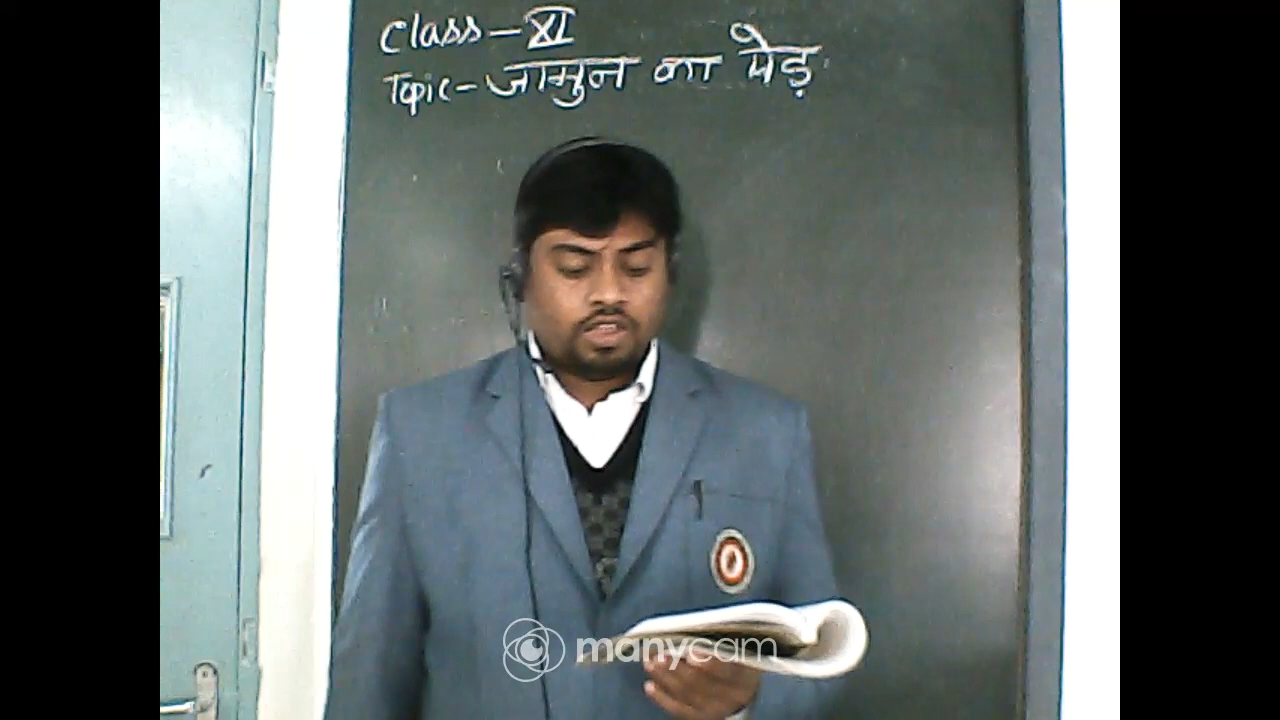 Class - XI
Topic - जामुन का पेड़
manycam